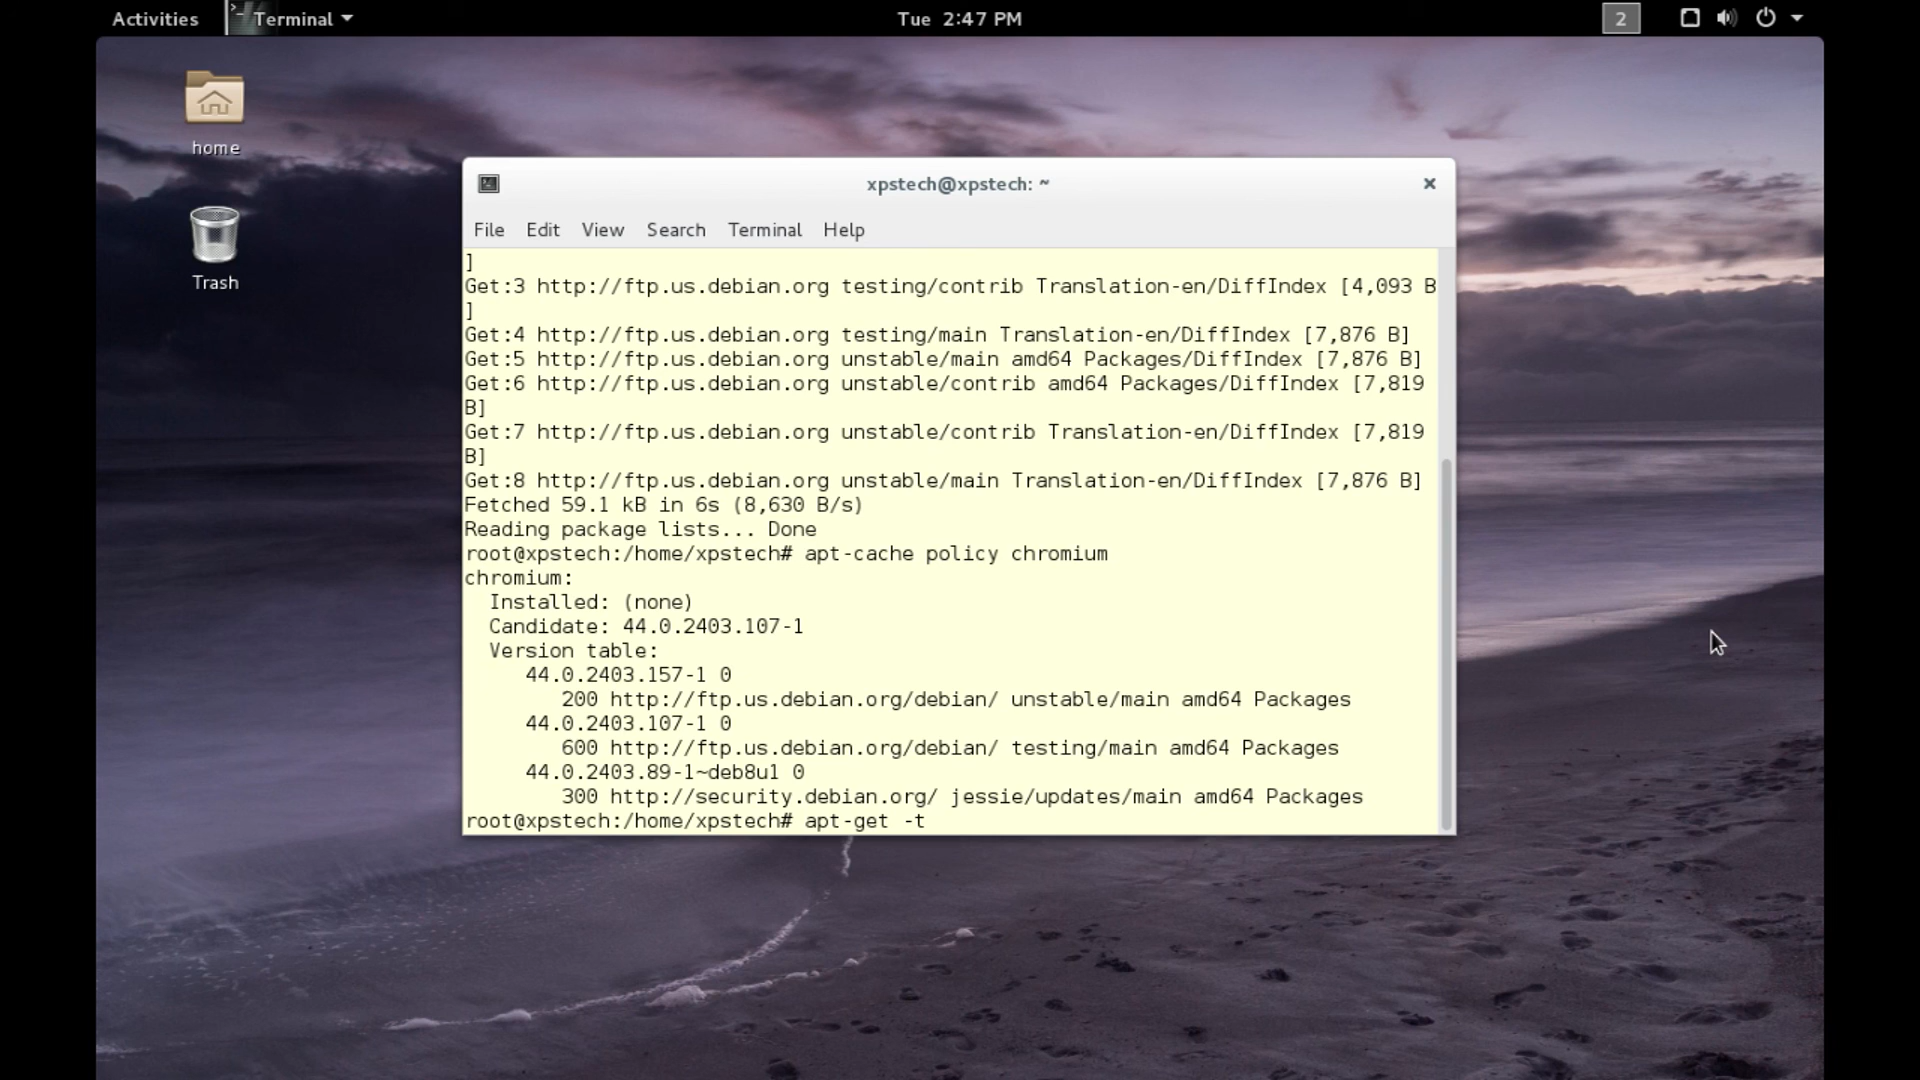 Activities
Terminal
Tue 2:47 PM
2
home
Trash
xpstech@xpstech: ~
File Edit View Search Terminal Help
]
Get:3 http://ftp.us.debian.org testing/contrib Translation-en/DiffIndex [4,093 B
]
Get:4 http://ftp.us.debian.org testing/main Translation-en/DiffIndex [7,876 B]
Get:5 http://ftp.us.debian.org unstable/main amd64 Packages/DiffIndex [7,876 B]
Get:6 http://ftp.us.debian.org unstable/contrib amd64 Packages/DiffIndex [7,819
B]
Get:7 http://ftp.us.debian.org unstable/contrib Translation-en/DiffIndex [7,819
B]
Get:8 http://ftp.us.debian.org unstable/main Translation-en/DiffIndex [7,876 B]
Fetched 59.1 kB in 6s (8,630 B/s)
Reading package lists... Done
root@xpstech:/home/xpstech# apt-cache policy chromium
chromium:
  Installed: (none)
  Candidate: 44.0.2403.107-1
  Version table:
     44.0.2403.157-1 0
        200 http://ftp.us.debian.org/debian/ unstable/main amd64 Packages
     44.0.2403.107-1 0
        600 http://ftp.us.debian.org/debian/ testing/main amd64 Packages
     44.0.2403.89-1~deb8u1 0
        300 http://security.debian.org/ jessie/updates/main amd64 Packages
root@xpstech:/home/xpstech# apt-get -t